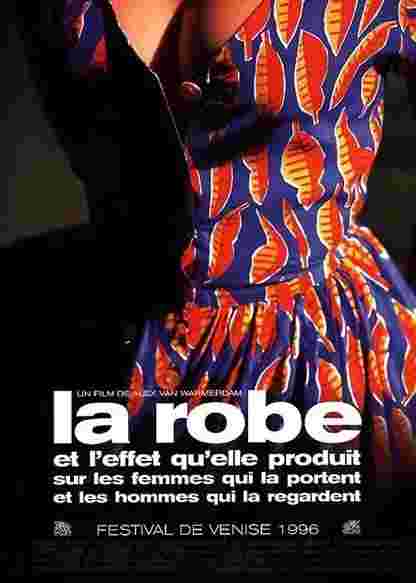 UN FILM DE ALEX VAN WARMERDAM
la robe
et l'effet qu'elle produit
sur les femmes qui la portent
et les hommes qui la regardent
FESTIVAL DE VENISE 1996